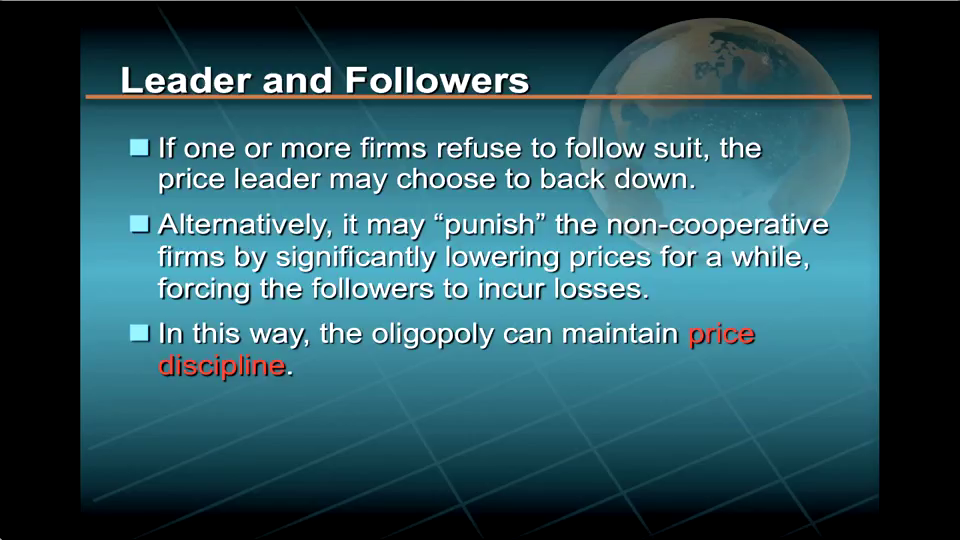 Leader and Followers
If one or more firms refuse to follow suit, the
price leader may choose to back down.
Alternatively, it may “punish” the non-cooperative
firms by significantly lowering prices for a while,
forcing the followers to incur losses.
In this way, the oligopoly can maintain price
discipline.